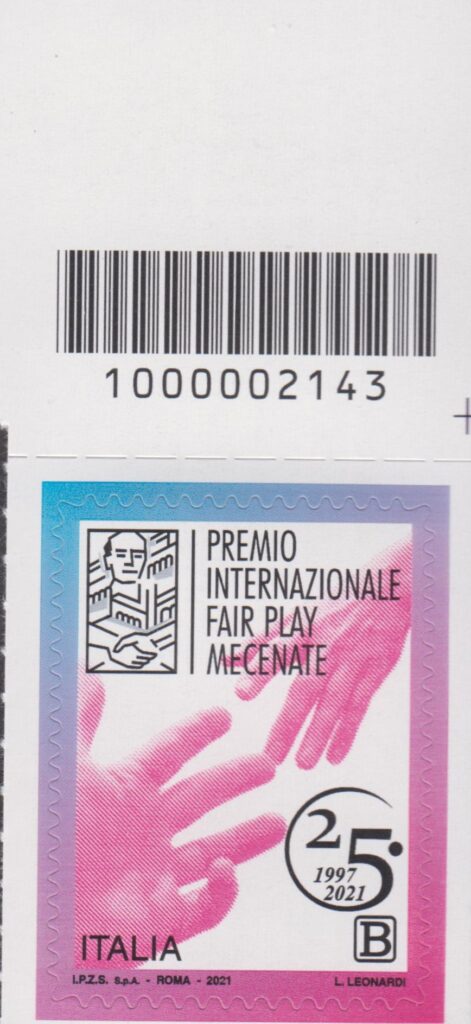 1000002143
PREMIO
INTERNAZIONALE
FAIR PLAY
MECENATE
25°
1997
2021
B
ITALIA
I.P.Z.S. S.p.A. - ROMA - 2021
L. LEONARDI